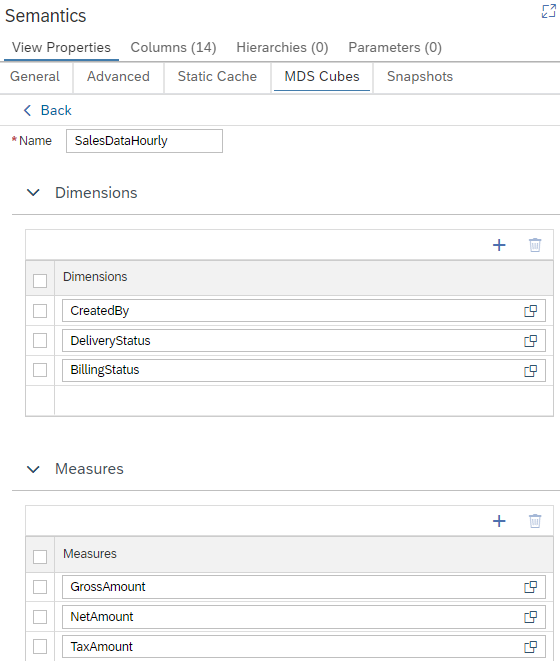 Semantics
View Properties Columns (14) Hierarchies (0) Parameters (0)
General Advanced Static Cache MDS Cubes Snapshots
Back
*Name SalesDataHourly
Dimensions
Dimensions
CreatedBy
DeliveryStatus
BillingStatus
Measures
Measures
GrossAmount
NetAmount
TaxAmount